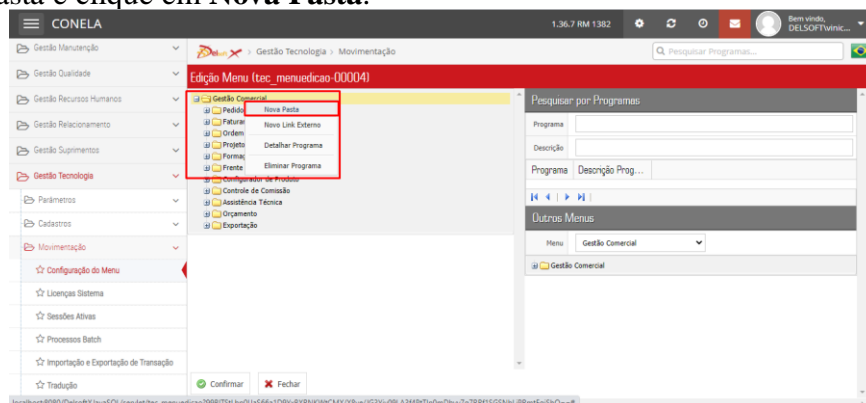 asta e clique em Nova Pasta.
CONELA
1.36.7 RM 1382
Bem vindo,
DELSOFT\vinic...
Gestão Manutenção
Gestão Qualidade
Gestão Recursos Humanos
Gestão Relacionamento
Gestão Suprimentos
Gestão Tecnologia
Parâmetros
Cadastros
Movimentação
Configuração do Menu
Licenças Sistema
Sessões Ativas
Processos Batch
Importação e Exportação de Transação
Tradução
Gestão Tecnologia > Movimentação
Pesquisar Programas...
Edição Menu (tec_menuedicao-00004)
Gestão Comercial
Pedido
Fatura
Ordem
Projeto
Formaç
Frente
Configurador de Produto
Controle de Comissão
Assistência Técnica
Orçamento
Exportação
Nova Pasta
Novo Link Externo
Detalhar Programa
Eliminar Programa
Pesquisar por Programas
Programa
Descrição
Programa Descrição Prog...
Outros Menus
Menu Gestão Comercial
Gestão Comercial
Confirmar Fechar